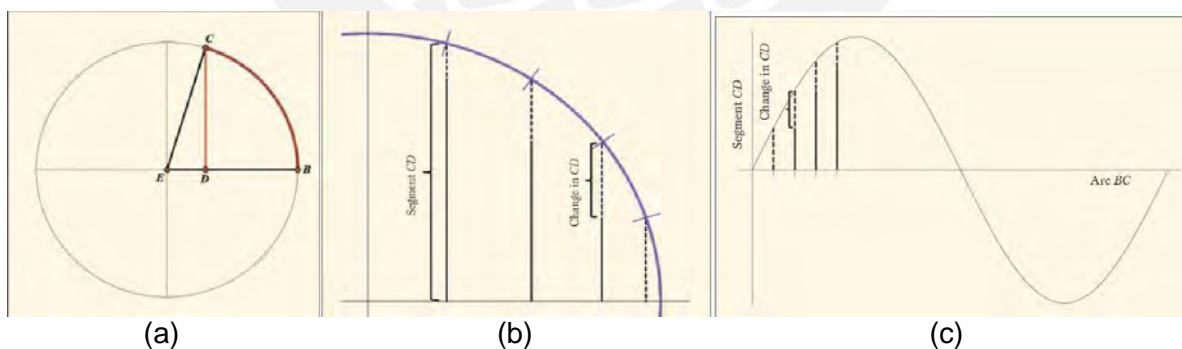 C
E
D
B
Segment CD
Change in CD
Segment CD
Change in CD
Arc BC
(a)
(b)
(c)